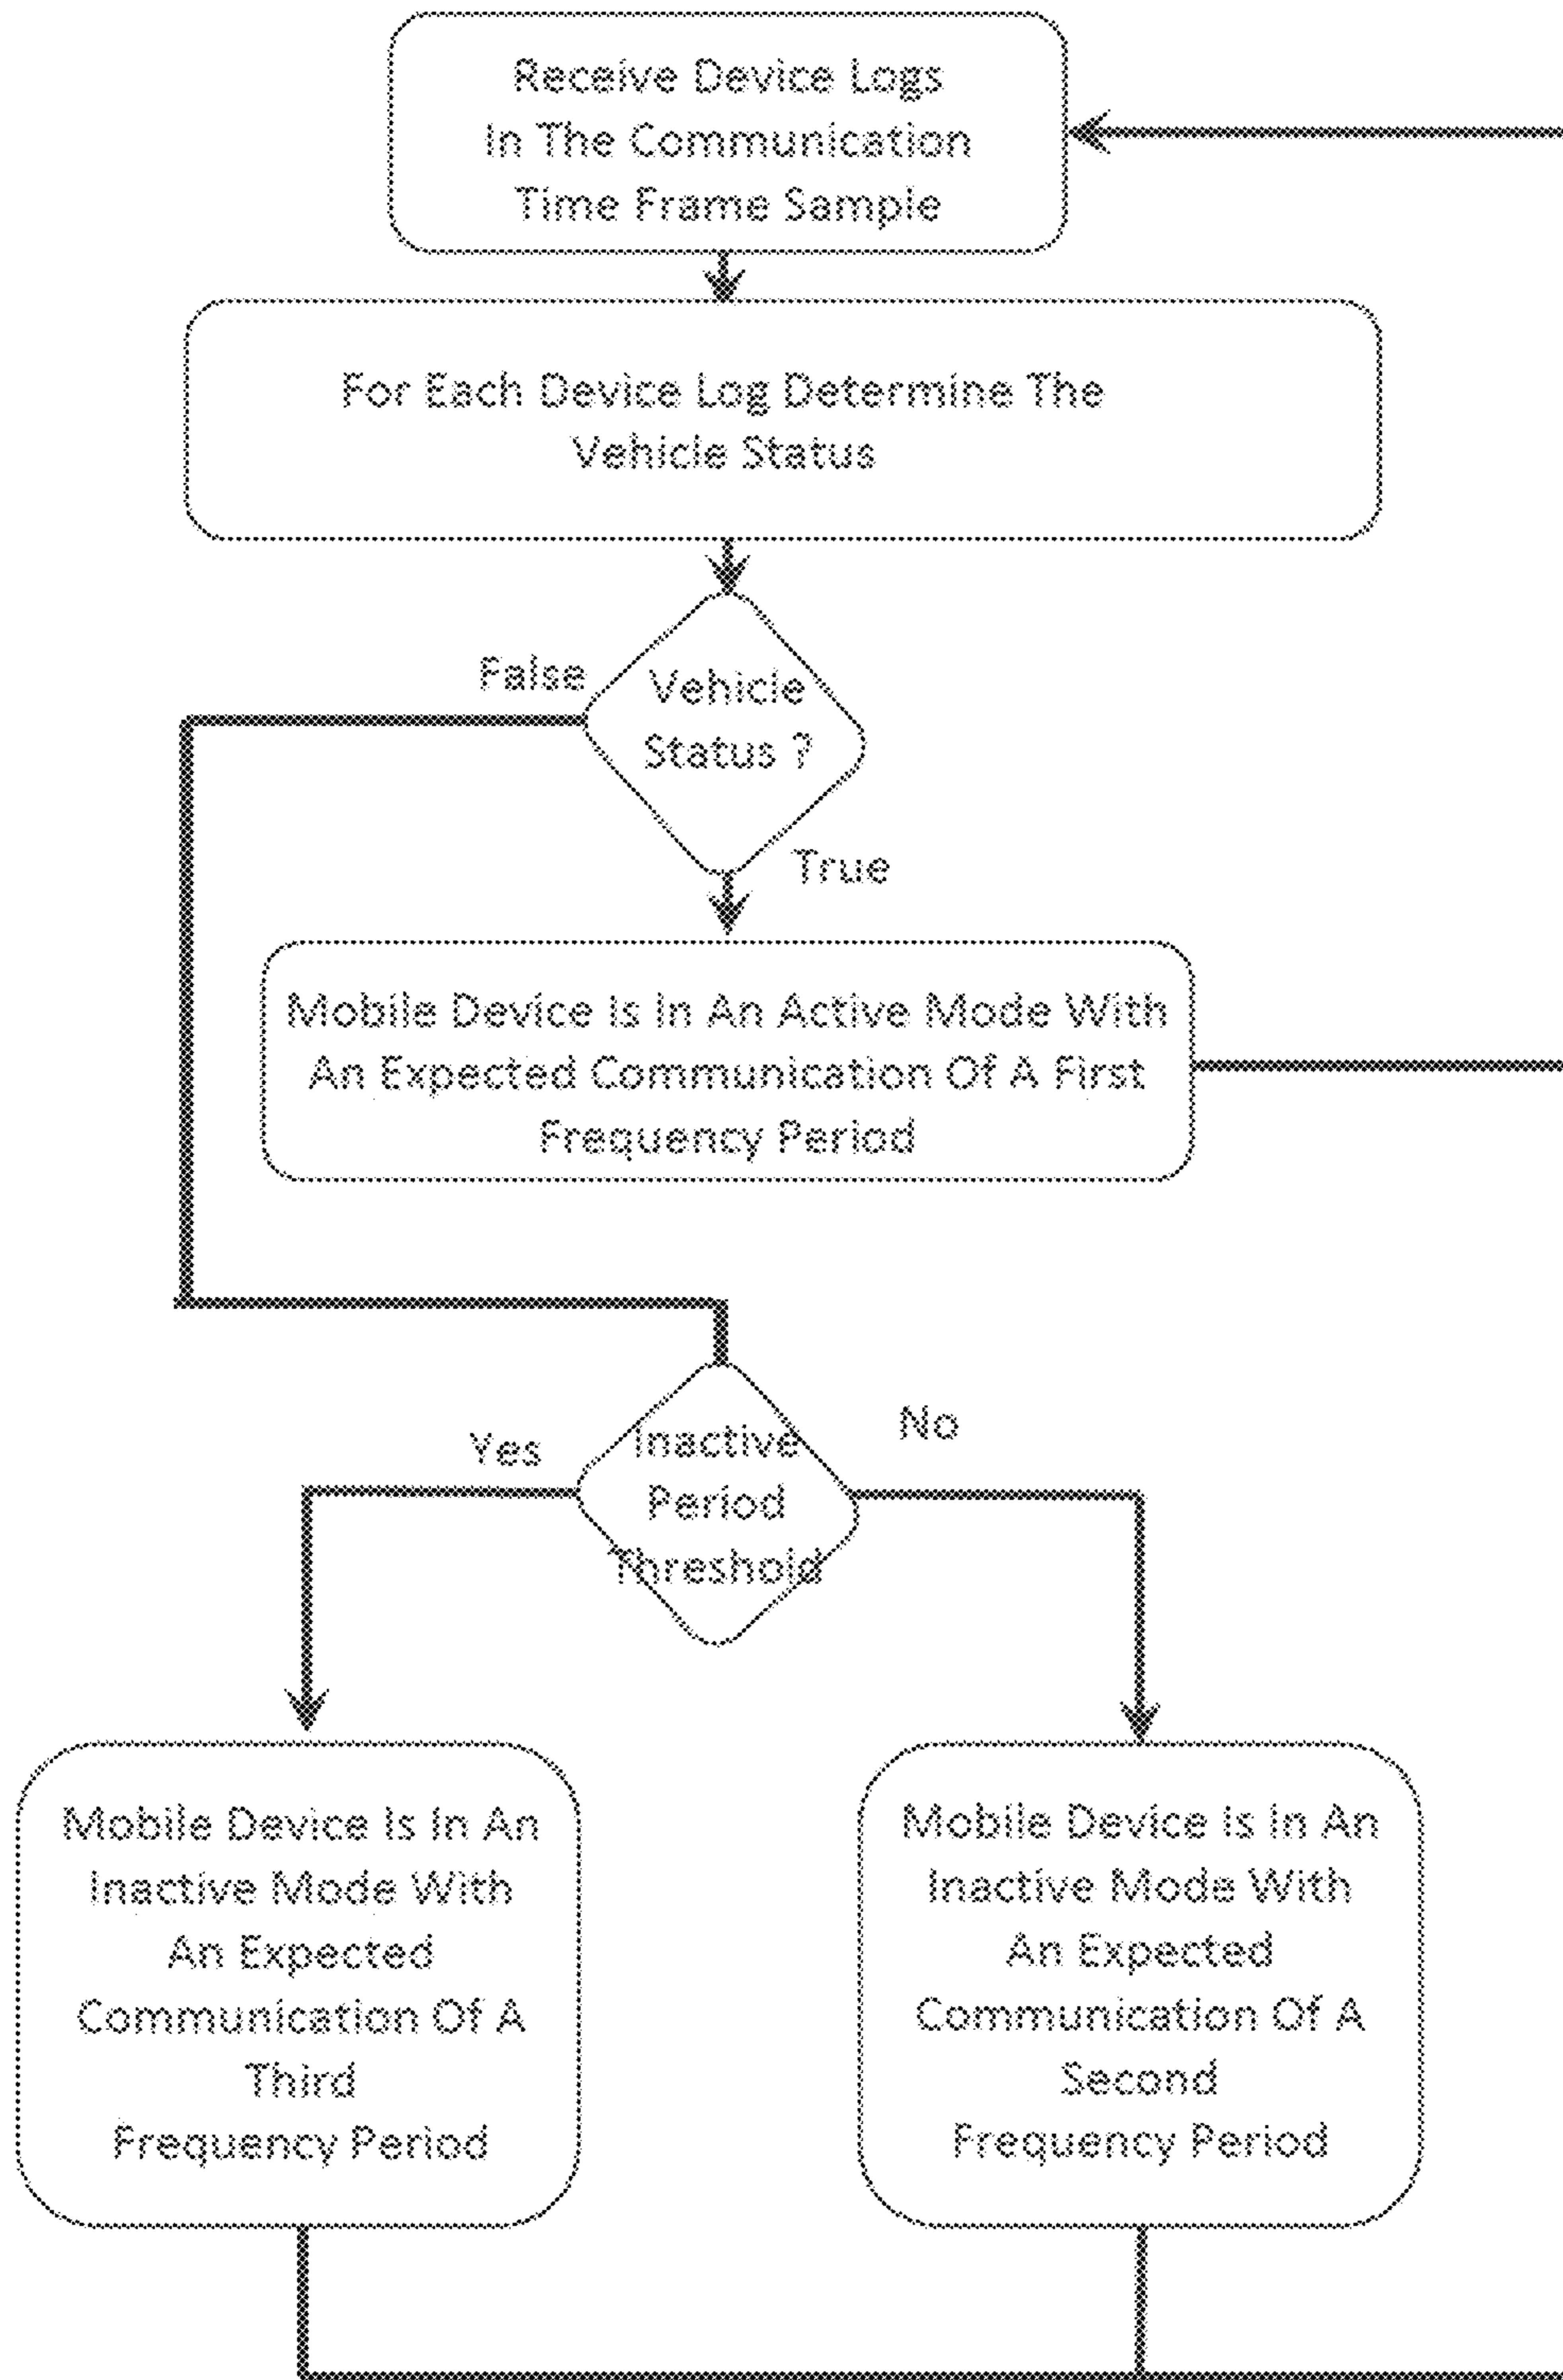 Receive Device Logs
In The Communication
Time Frame Sample
For Each Device Log Determine The
Vehicle Status
False
Vehicle
Status ?
True
Mobile Device Is In An Active Mode With
An Expected Communication Of A First
Frequency Period
Yes
Inactive
Period
Threshold
No
Mobile Device Is In An
Inactive Mode With
An Expected
Communication Of A
Third
Frequency Period
Mobile Device Is In An
Inactive Mode With
An Expected
Communication Of A
Second
Frequency Period